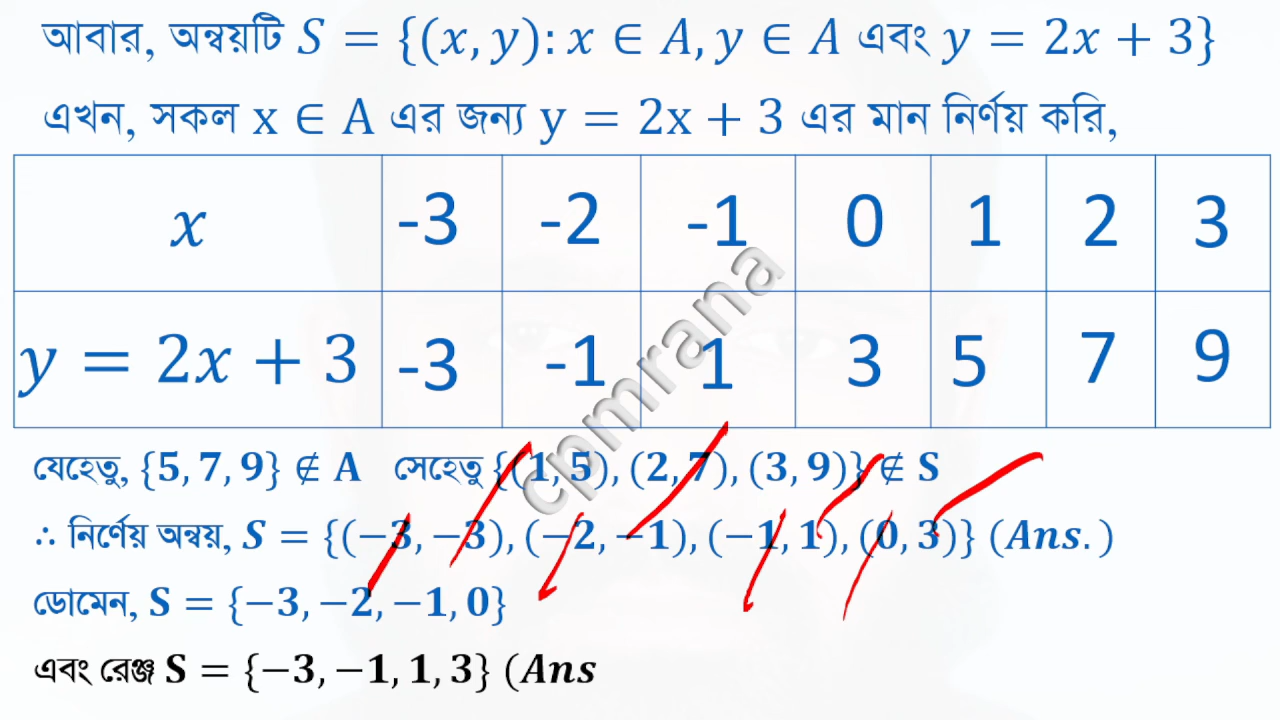 আবার, অন্বয়টি S = {(x, y): x ∈ A, y ∈ A এবং y = 2x + 3}
এখন, সকল x ∈ A এর জন্য y = 2x + 3 এর মান নির্ণয় করি,
x -3 -2 -1 0 1 2 3
y = 2x + 3 -3 -1 1 3 5 7 9
cpmrana
যেহেতু, {5, 7, 9} ∉ A সেহেতু {(1, 5), (2, 7), (3, 9)} ∉ S
∴ নির্ণেয় অন্বয়, S = {(−3, −3), (−2, −1), (−1, 1), (0, 3)} (Ans.)
ডোমেন, S = {−3, −2, −1, 0}
এবং রেঞ্জ S = {−3, −1, 1, 3} (Ans